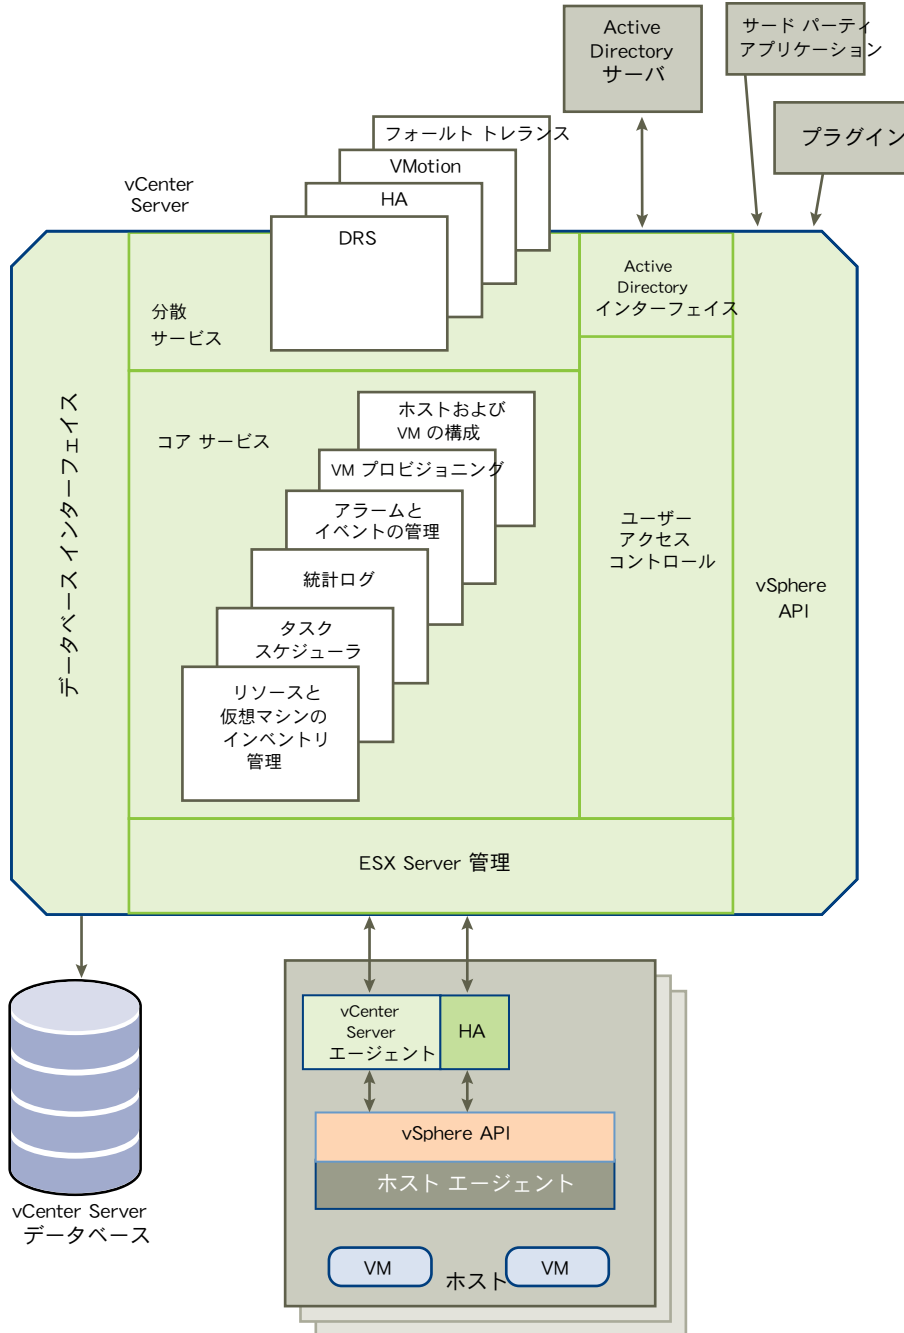 Active
Directory
サーバ
サード パーティ
アプリケーション
プラグイン
フォールト トレランス
VMotion
HA
DRS
vCenter
Server
分散
サービス
Active
Directory
インターフェイス
データベース インターフェイス
コア サービス
ホストおよび
VM の構成
VM プロビジョニング
アラームと
イベントの管理
統計ログ
タスク
スケジューラ
リソースと
仮想マシンの
インベントリ
管理
ユーザー
アクセス
コントロール
vSphere
API
ESX Server 管理
vCenter
Server
エージェント
HA
vSphere API
ホスト エージェント
VM
ホスト
VM
vCenter Server
データベース